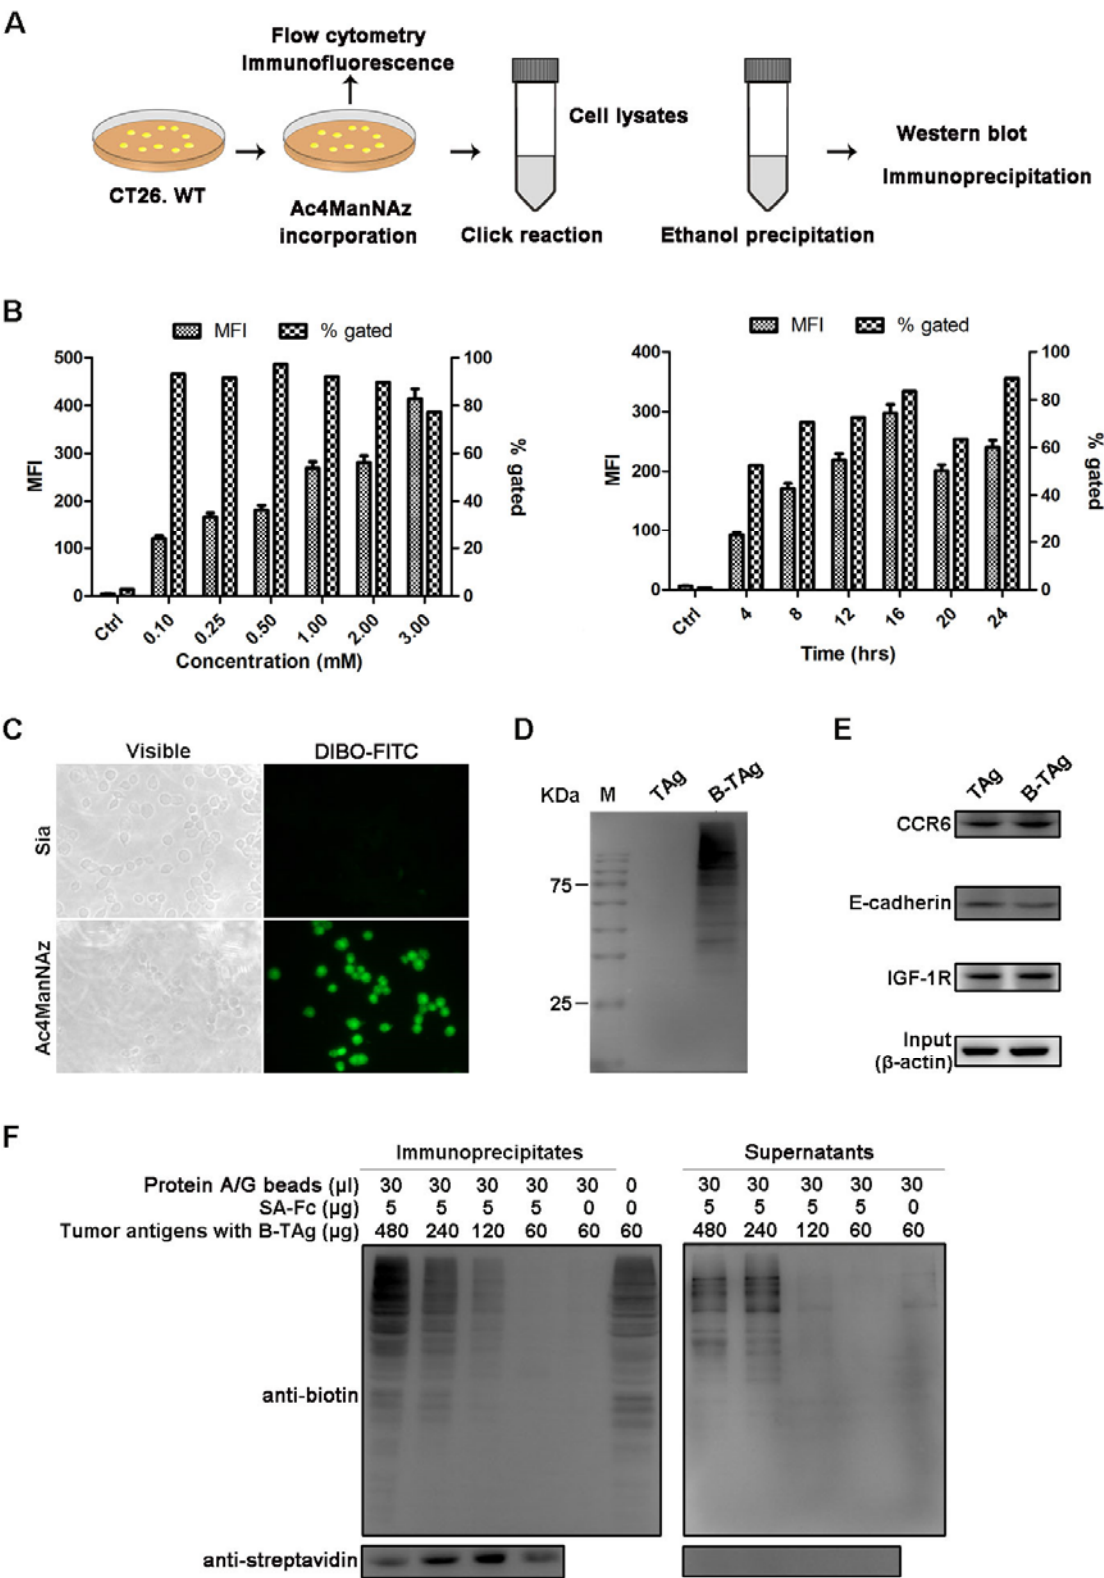 A
Flow cytometry
Immunofluorescence
Cell lysates
Western blot
Immunoprecipitation
CT26. WT
Ac4ManNAz
incorporation
Click reaction
Ethanol precipitation
B
MFI % gated
500
400
300
200
100
0
MFI
100
80
60
40
20
0
% gated
Ctrl 0.10 0.25 0.50 1.00 2.00 3.00
Concentration (mM)
MFI % gated
400
300
200
100
0
MFI
100
80
60
40
20
0
% gated
Ctrl 4 8 12 16 20 24
Time (hrs)
C
Visible DIBO-FITC
Sia
Ac4ManNAz
D
KDa M TAg B-TAg
75
25
E
TAg B-TAg
CCR6
E-cadherin
IGF-1R
Input
(β-actin)
F
Immunoprecipitates Supernatants
Protein A/G beads (μl) 30 30 30 30 30 0 30 30 30 30 30
SA-Fc (μg) 5 5 5 5 0 0 5 5 5 5 0
Tumor antigens with B-TAg (μg) 480 240 120 60 60 60 480 240 120 60 60
anti-biotin
anti-streptavidin